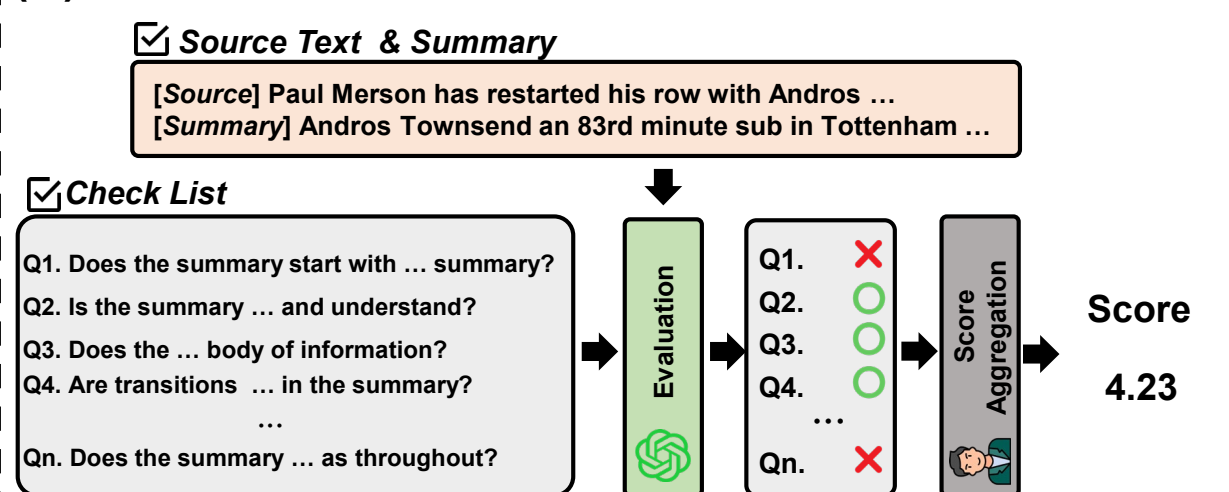 Source Text & Summary
[Source] Paul Merson has restarted his row with Andros …
[Summary] Andros Townsend an 83rd minute sub in Tottenham …
Check List
Q1. Does the summary start with … summary?
Q2. Is the summary … and understand?
Q3. Does the … body of information?
Q4. Are transitions … in the summary?
…
Qn. Does the summary … as throughout?
Evaluation
Q1.
Q2.
Q3.
Q4.
…
Qn.
Score
Aggregation
Score
4.23